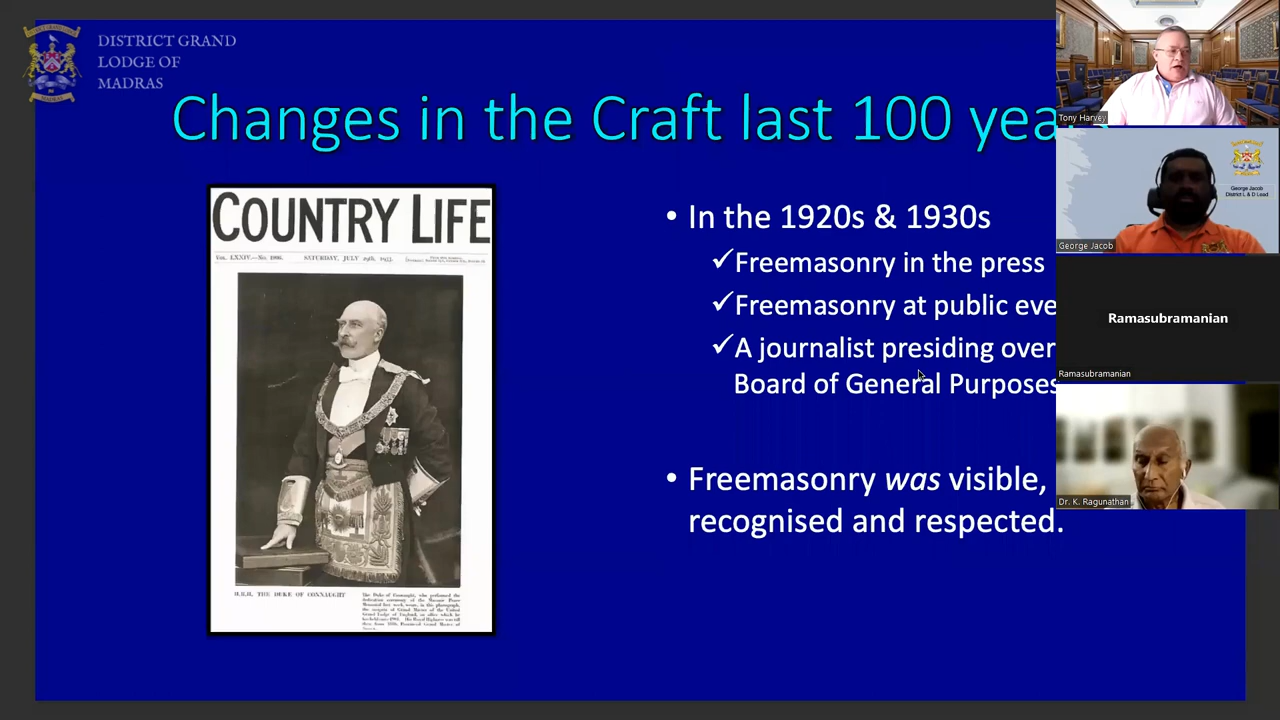 DISTRICT GRAND
LODGE OF
MADRAS
Changes in the Craft last 100 yea
COUNTRY LIFE
VOL. LXXIV.—No. 1906. SATURDAY, JULY 29th, 1933.
H.R.H. THE DUKE OF CONNAUGHT
• In the 1920s & 1930s
✓Freemasonry in the press
✓Freemasonry at public eve
✓A journalist presiding over
Board of General Purposes
• Freemasonry was visible,
recognised and respected.
Tony Harvey
George Jacob
District L & D Lead
George Jacob
Ramasubramanian
Ramasubramanian
Dr. K. Ragunathan